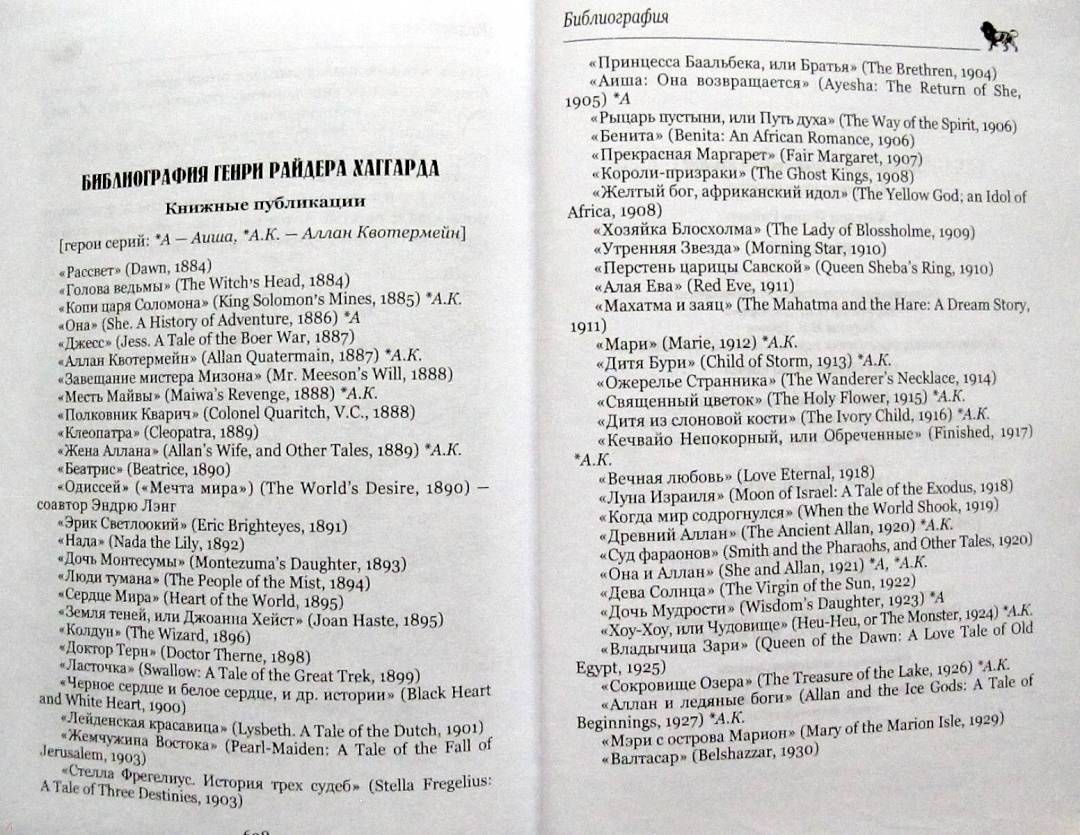 БИБЛИОГРАФИЯ ГЕНРИ РАЙДЕРА ХАГГАРДА
Книжные публикации
[герои серий: *А — Аиша, *А.К. — Аллан Квотермейн]
«Рассвет» (Dawn, 1884)
«Голова ведьмы» (The Witch's Head, 1884)
«Копи царя Соломона» (King Solomon's Mines, 1885) *А.К.
«Она» (She. A History of Adventure, 1886) *А
«Джесс» (Jess. A Tale of the Boer War, 1887)
«Аллан Квотермейн» (Allan Quatermain, 1887) *А.К.
«Завещание мистера Мизона» (Mr. Meeson's Will, 1888)
«Месть Майвы» (Maiwa's Revenge, 1888) *А.К.
«Полковник Кварич» (Colonel Quaritch, V.C., 1888)
«Клеопатра» (Cleopatra, 1889)
«Жена Аллана» (Allan's Wife, and Other Tales, 1889) *А.К.
«Беатрис» (Beatrice, 1890)
«Одиссей» («Мечта мира») (The World's Desire, 1890) —
соавтор Эндрю Лэнг
«Эрик Светлоокий» (Eric Brighteyes, 1891)
«Нада» (Nada the Lily, 1892)
«Дочь Монтесумы» (Montezuma's Daughter, 1893)
«Люди тумана» (The People of the Mist, 1894)
«Сердце Мира» (Heart of the World, 1895)
«Земля теней, или Джоанна Хейст» (Joan Haste, 1895)
«Колдун» (The Wizard, 1896)
«Доктор Терн» (Doctor Therne, 1898)
«Ласточка» (Swallow: A Tale of the Great Trek, 1899)
«Черное сердце и белое сердце, и др. истории» (Black Heart
and White Heart, 1900)
«Лейденская красавица» (Lysbeth. A Tale of the Dutch, 1901)
«Жемчужина Востока» (Pearl-Maiden: A Tale of the Fall of
Jerusalem, 1903)
«Стелла Фрегелиус. История трех судеб» (Stella Fregelius:
A Tale of Three Destinies, 1903)
Библиография
«Принцесса Баальбека, или Братья» (The Brethren, 1904)
«Аиша: Она возвращается» (Ayesha: The Return of She,
1905) *А
«Рыцарь пустыни, или Путь духа» (The Way of the Spirit, 1906)
«Бенита» (Benita: An African Romance, 1906)
«Прекрасная Маргарет» (Fair Margaret, 1907)
«Короли-призраки» (The Ghost Kings, 1908)
«Желтый бог, африканский идол» (The Yellow God; an Idol of
Africa, 1908)
«Хозяйка Блосхолма» (The Lady of Blossholme, 1909)
«Утренняя Звезда» (Morning Star, 1910)
«Перстень царицы Савской» (Queen Sheba's Ring, 1910)
«Алая Ева» (Red Eve, 1911)
«Махатма и заяц» (The Mahatma and the Hare: A Dream Story,
1911)
«Мари» (Marie, 1912) *А.К.
«Дитя Бури» (Child of Storm, 1913) *А.К.
«Ожерелье Странника» (The Wanderer's Necklace, 1914)
«Священный цветок» (The Holy Flower, 1915) *А.К.
«Дитя из слоновой кости» (The Ivory Child, 1916) *А.К.
«Кечвайо Непокорный, или Обреченные» (Finished, 1917)
*А.К.
«Вечная любовь» (Love Eternal, 1918)
«Луна Израиля» (Moon of Israel: A Tale of the Exodus, 1918)
«Когда мир содрогнулся» (When the World Shook, 1919)
«Древний Аллан» (The Ancient Allan, 1920) *А.К.
«Суд фараонов» (Smith and the Pharaohs, and Other Tales, 1920)
«Она и Аллан» (She and Allan, 1921) *А, *А.К.
«Дева Солнца» (The Virgin of the Sun, 1922)
«Дочь Мудрости» (Wisdom's Daughter, 1923) *А
«Хоу-Хоу, или Чудовище» (Heu-Heu, or The Monster, 1924) *А.К.
«Владычица Зари» (Queen of the Dawn: A Love Tale of Old
Egypt, 1925)
«Сокровище Озера» (The Treasure of the Lake, 1926) *А.К.
«Аллан и ледяные боги» (Allan and the Ice Gods: A Tale of
Beginnings, 1927) *А.К.
«Мэри с острова Марион» (Mary of the Marion Isle, 1929)
«Валтасар» (Belshazzar, 1930)